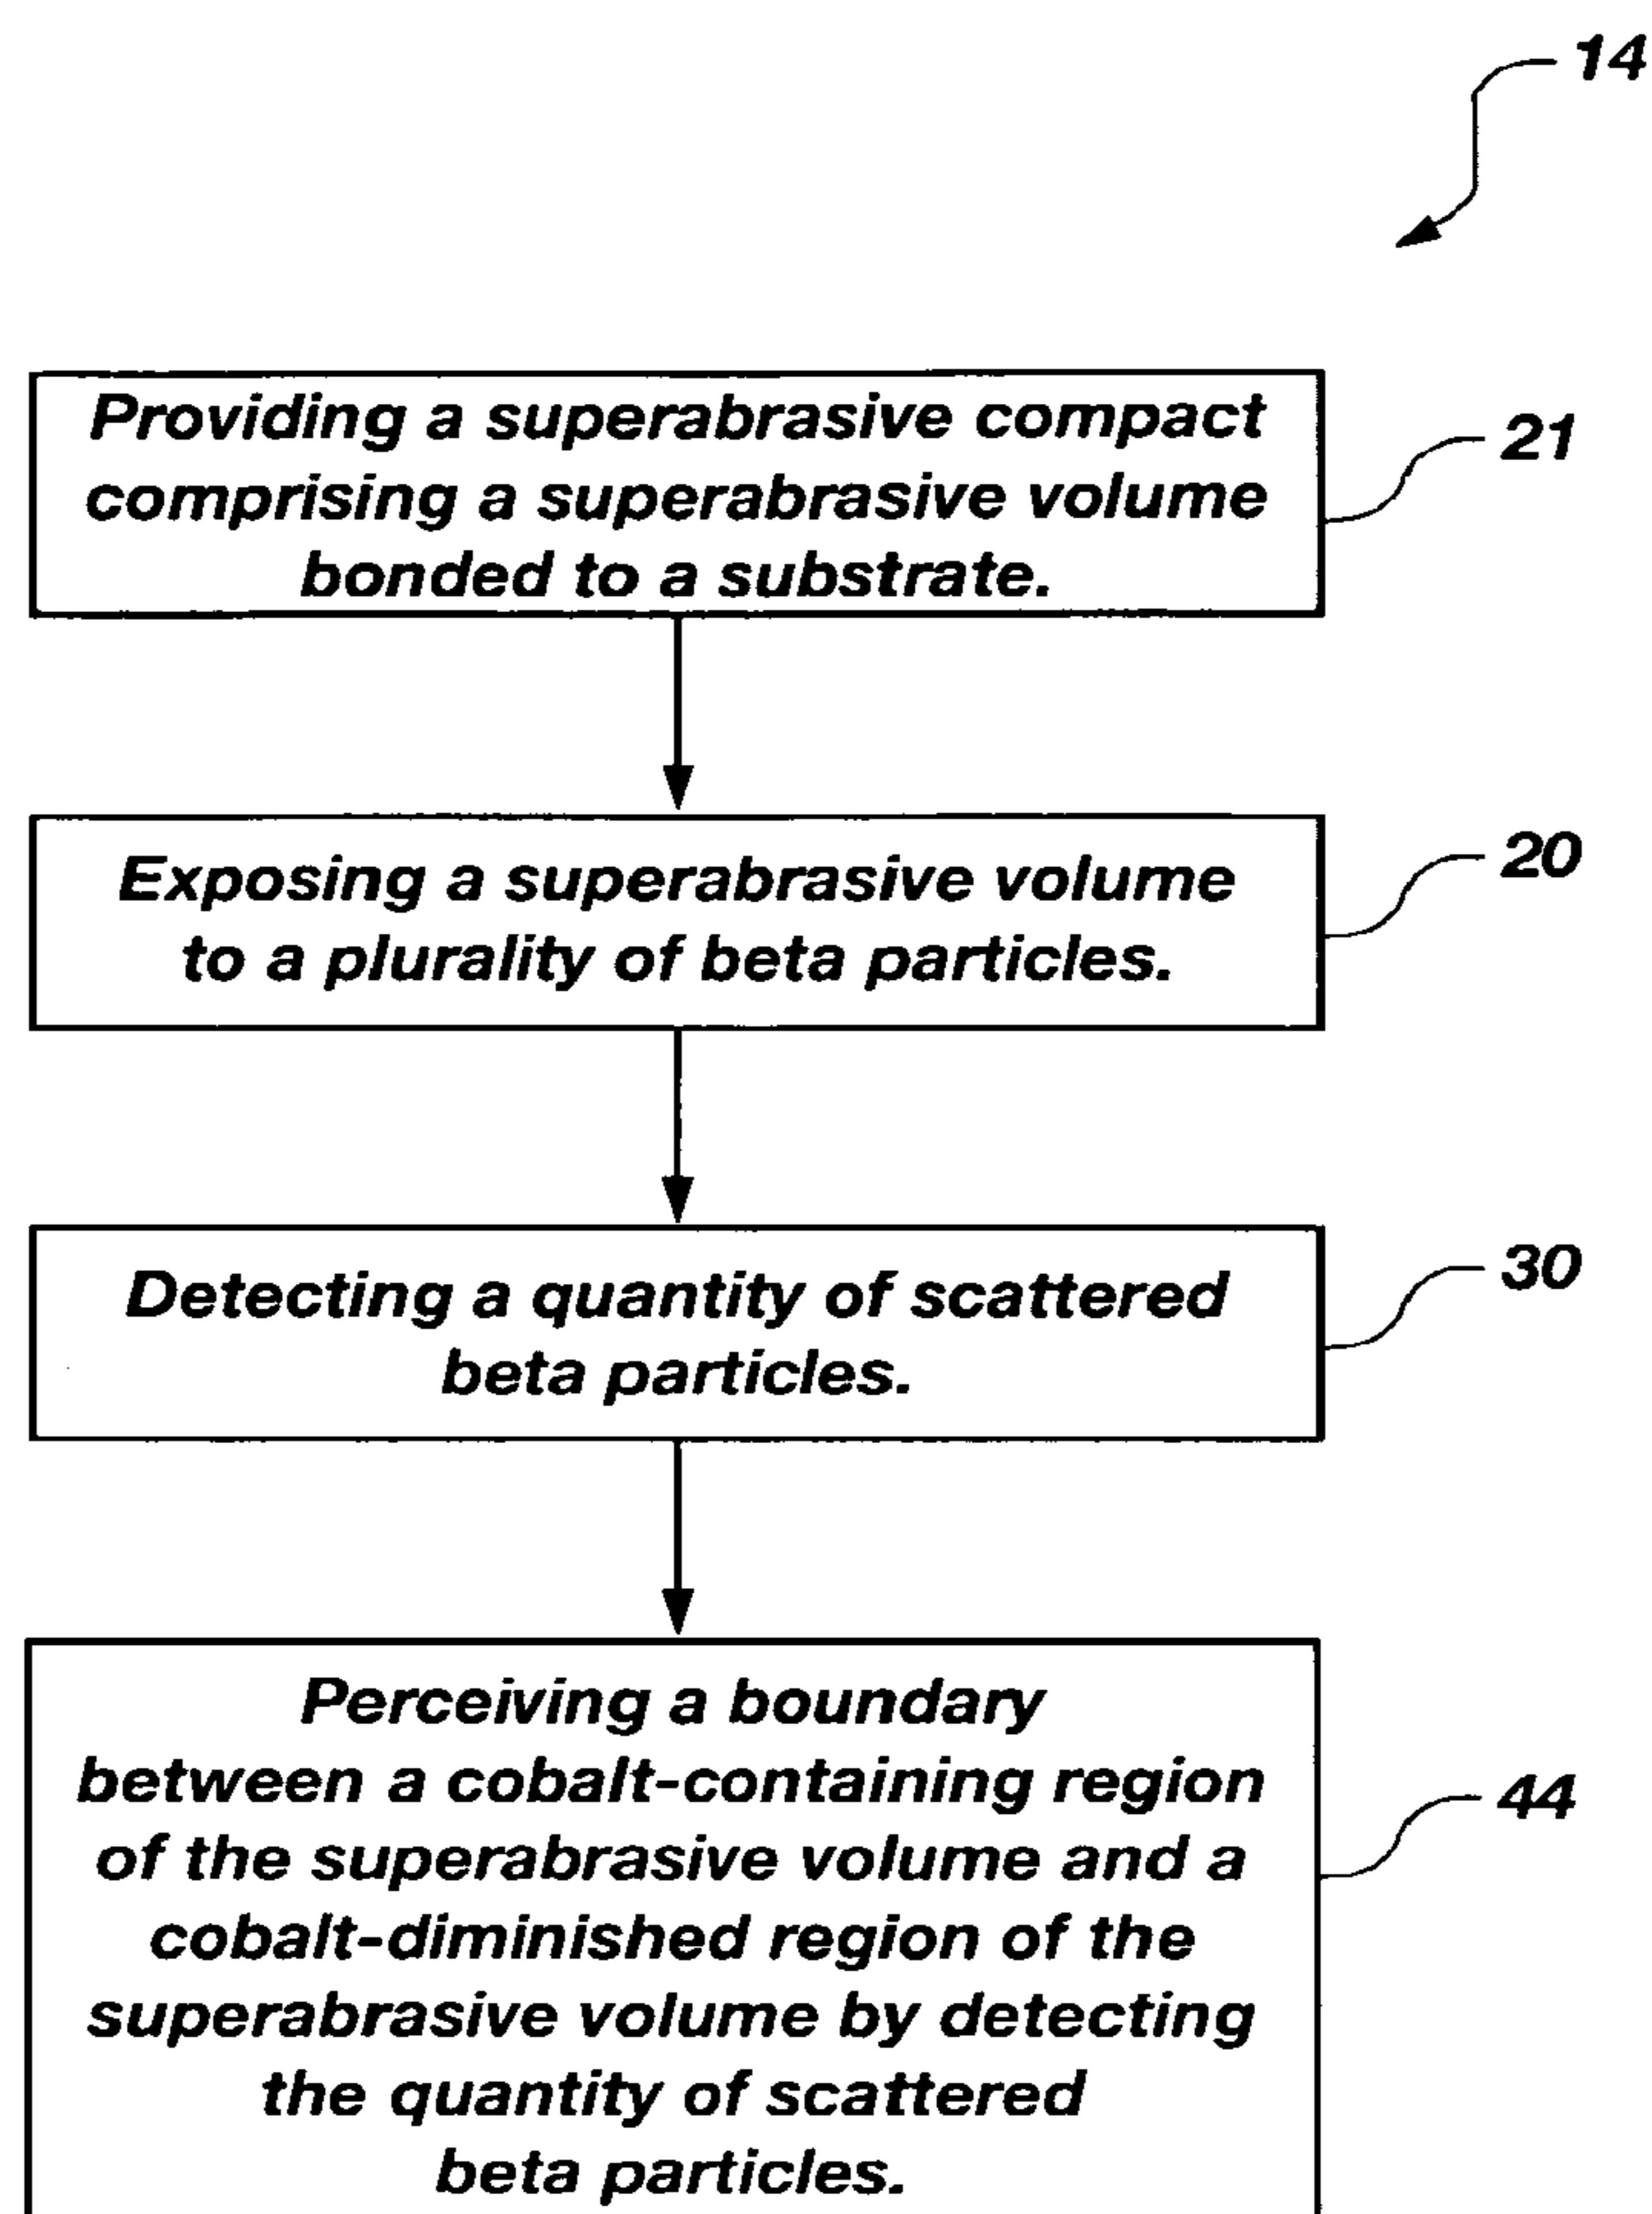 14
Providing a superabrasive compact
comprising a superabrasive volume
bonded to a substrate.
21
Exposing a superabrasive volume
to a plurality of beta particles.
20
Detecting a quantity of scattered
beta particles.
30
Perceiving a boundary
between a cobalt-containing region
of the superabrasive volume and a
cobalt-diminished region of the
superabrasive volume by detecting
the quantity of scattered
beta particles.
44